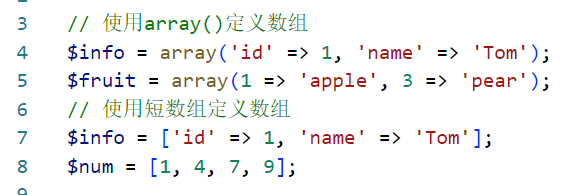 3 // 使用array()定义数组
4 $info = array('id' => 1, 'name' => 'Tom');
5 $fruit = array(1 => 'apple', 3 => 'pear');
6 // 使用短数组定义数组
7 $info = ['id' => 1, 'name' => 'Tom'];
8 $num = [1, 4, 7, 9];